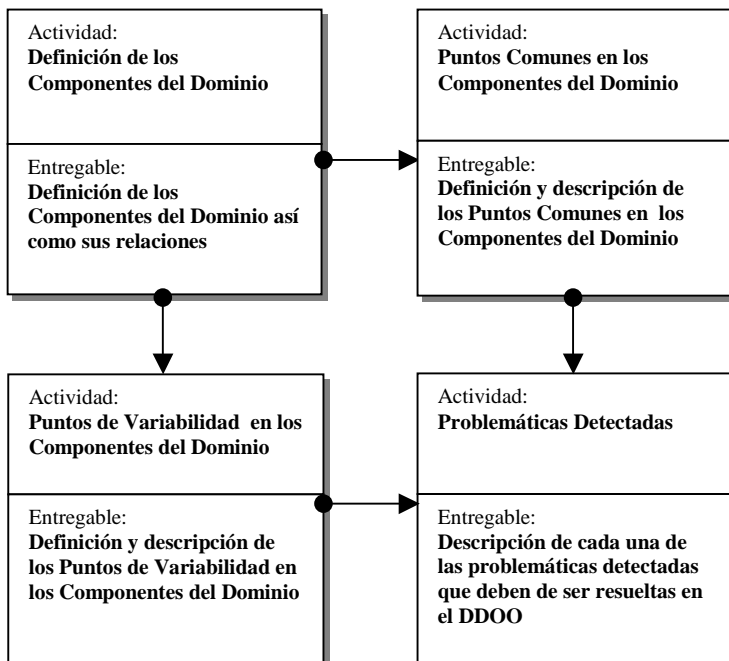 Actividad:
Definición de los
Componentes del Dominio
Entregable:
Definición de los
Componentes del Dominio así
como sus relaciones
Actividad:
Puntos Comunes en los
Componentes del Dominio
Entregable:
Definición y descripción de
los Puntos Comunes en los
Componentes del Dominio
Actividad:
Puntos de Variabilidad en los
Componentes del Dominio
Entregable:
Definición y descripción de
los Puntos de Variabilidad en
los Componentes del Dominio
Actividad:
Problemáticas Detectadas
Entregable:
Descripción de cada una de
las problemáticas detectadas
que deben de ser resueltas en
el DDOO